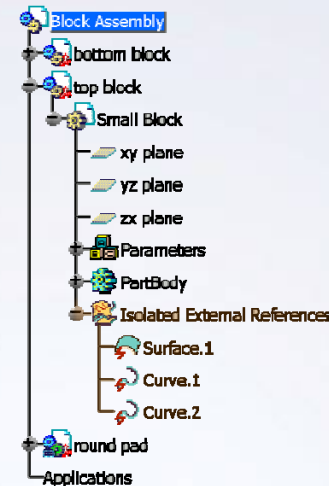 Block Assembly
bottom block
top block
Small Block
xy plane
yz plane
zx plane
Parameters
PartBody
Isolated External References
Surface.1
Curve.1
Curve.2
round pad
Applications